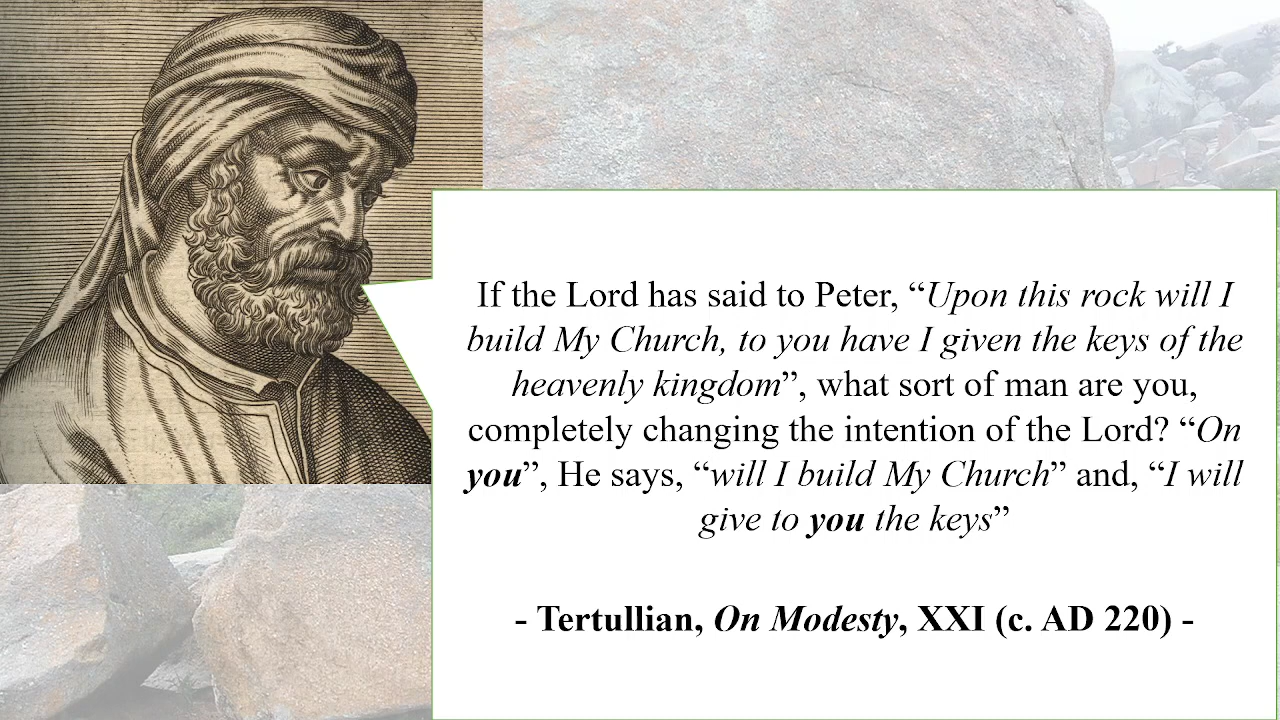 If the Lord has said to Peter, “Upon this rock will I
build My Church, to you have I given the keys of the
heavenly kingdom”, what sort of man are you,
completely changing the intention of the Lord? “On
you”, He says, “will I build My Church” and, “I will
give to you the keys”
- Tertullian, On Modesty, XXI (c. AD 220) -